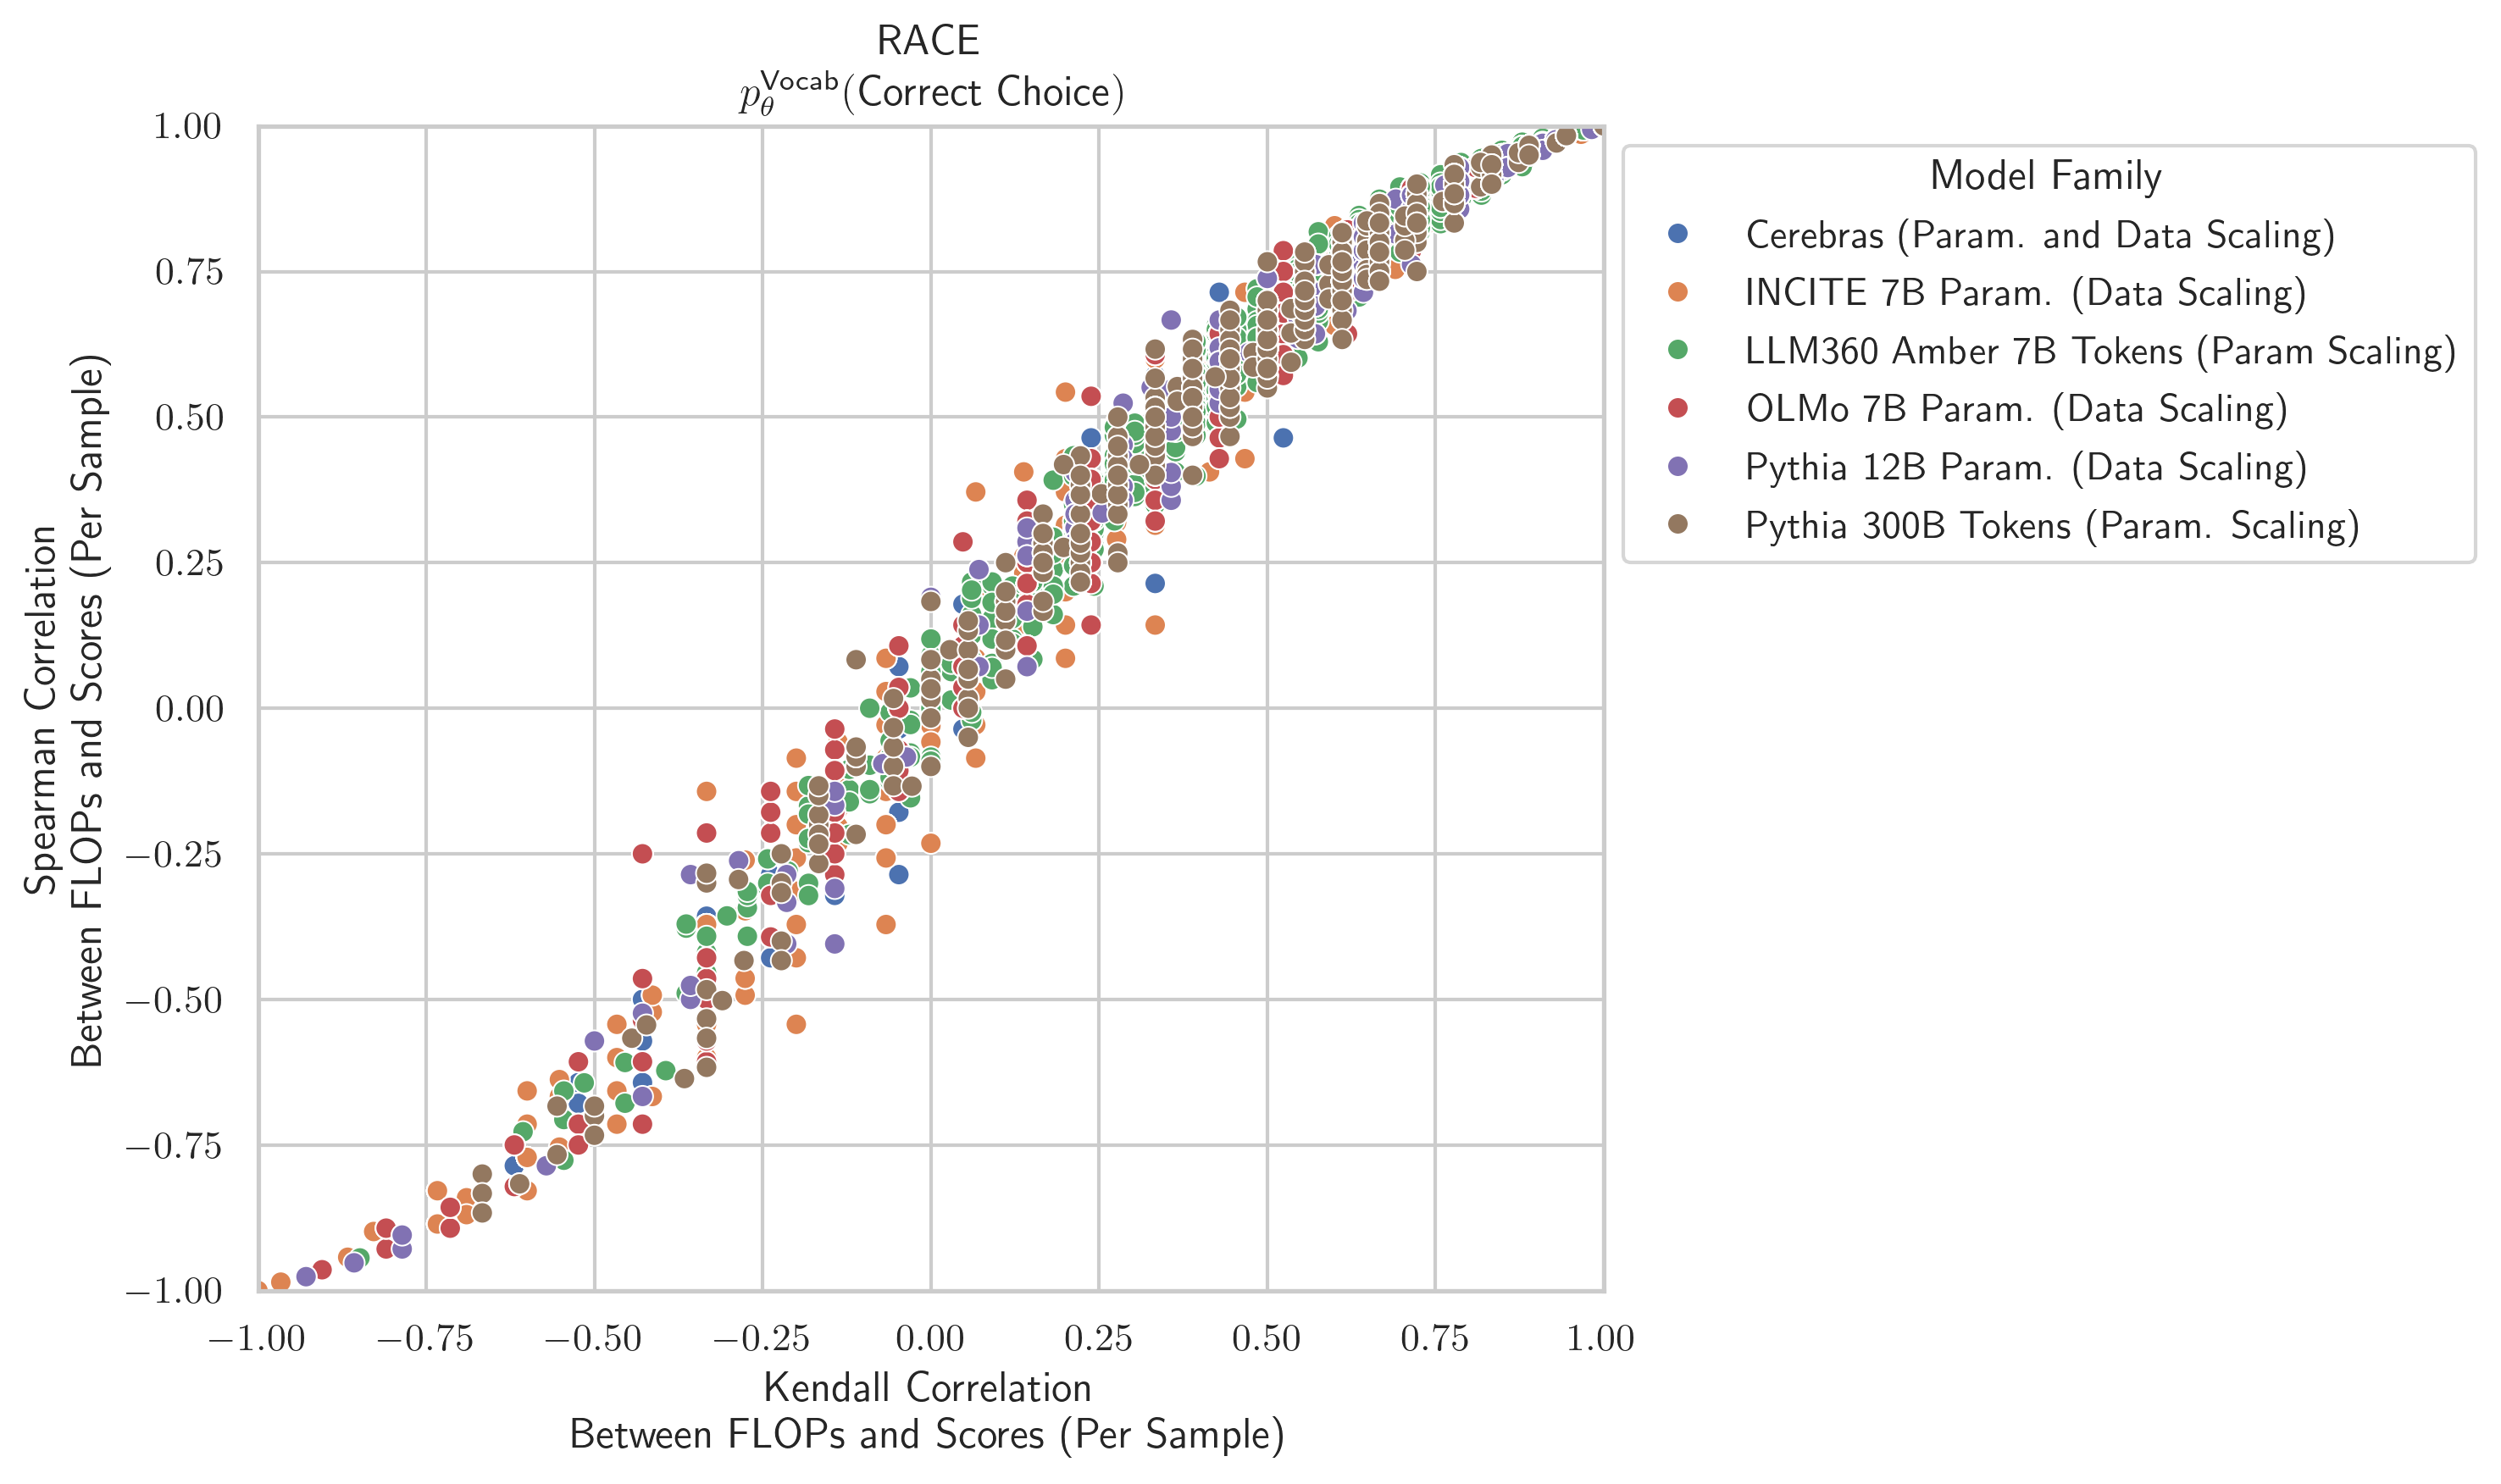 RACE
p_θ^Vocab(Correct Choice)
1.00
0.75
0.50
0.25
0.00
−0.25
−0.50
−0.75
−1.00
Spearman Correlation
Between FLOPs and Scores (Per Sample)
−1.00 −0.75 −0.50 −0.25 0.00 0.25 0.50 0.75 1.00
Kendall Correlation
Between FLOPs and Scores (Per Sample)
Model Family
Cerebras (Param. and Data Scaling)
INCITE 7B Param. (Data Scaling)
LLM360 Amber 7B Tokens (Param Scaling)
OLMo 7B Param. (Data Scaling)
Pythia 12B Param. (Data Scaling)
Pythia 300B Tokens (Param. Scaling)